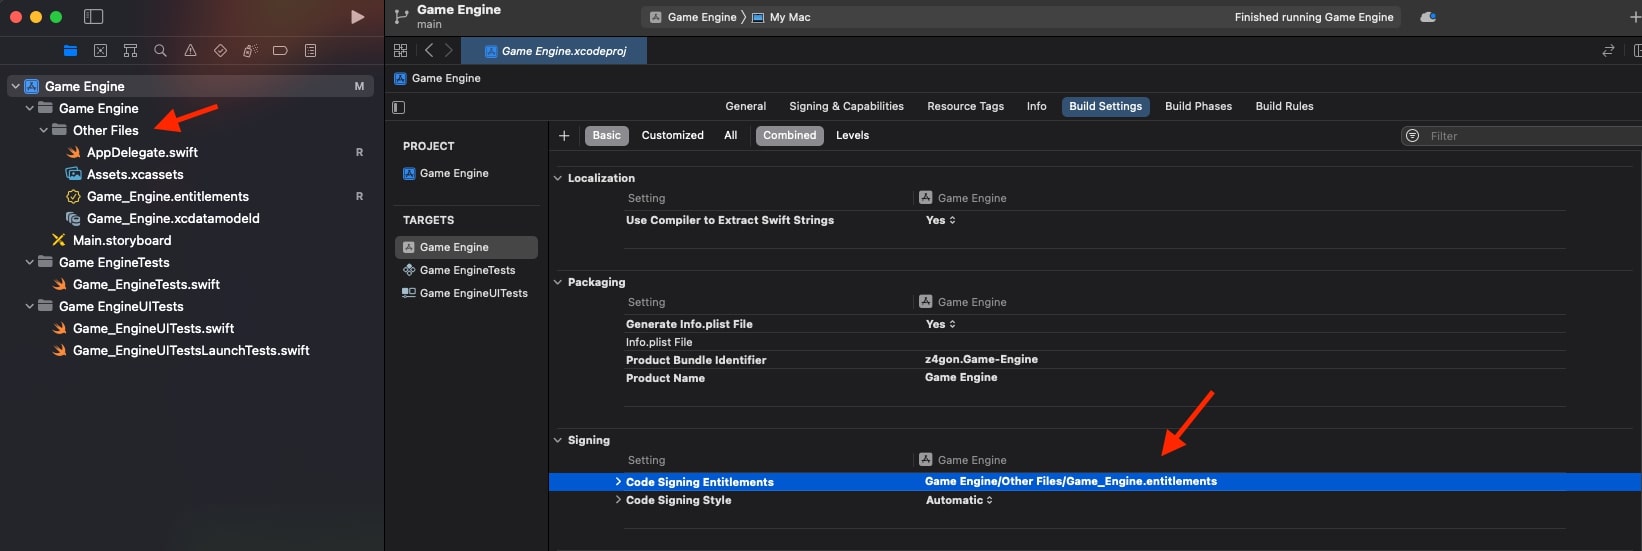 Game Engine
main
Game Engine 〉 My Mac
Finished running Game Engine
Game Engine.xcodeproj
Game Engine M
Game Engine
Other Files
AppDelegate.swift R
Assets.xcassets
Game_Engine.entitlements R
Game_Engine.xcdatamodeld
Main.storyboard
Game EngineTests
Game_EngineTests.swift
Game EngineUITests
Game_EngineUITests.swift
Game_EngineUITestsLaunchTests.swift
Game Engine
General Signing & Capabilities Resource Tags Info Build Settings Build Phases Build Rules
PROJECT
Game Engine
TARGETS
Game Engine
Game EngineTests
Game EngineUITests
Basic Customized All Combined Levels Filter
Localization
Setting Game Engine
Use Compiler to Extract Swift Strings Yes
Packaging
Setting Game Engine
Generate Info.plist File Yes
Info.plist File
Product Bundle Identifier z4gon.Game-Engine
Product Name Game Engine
Signing
Setting Game Engine
Code Signing Entitlements Game Engine/Other Files/Game_Engine.entitlements
Code Signing Style Automatic